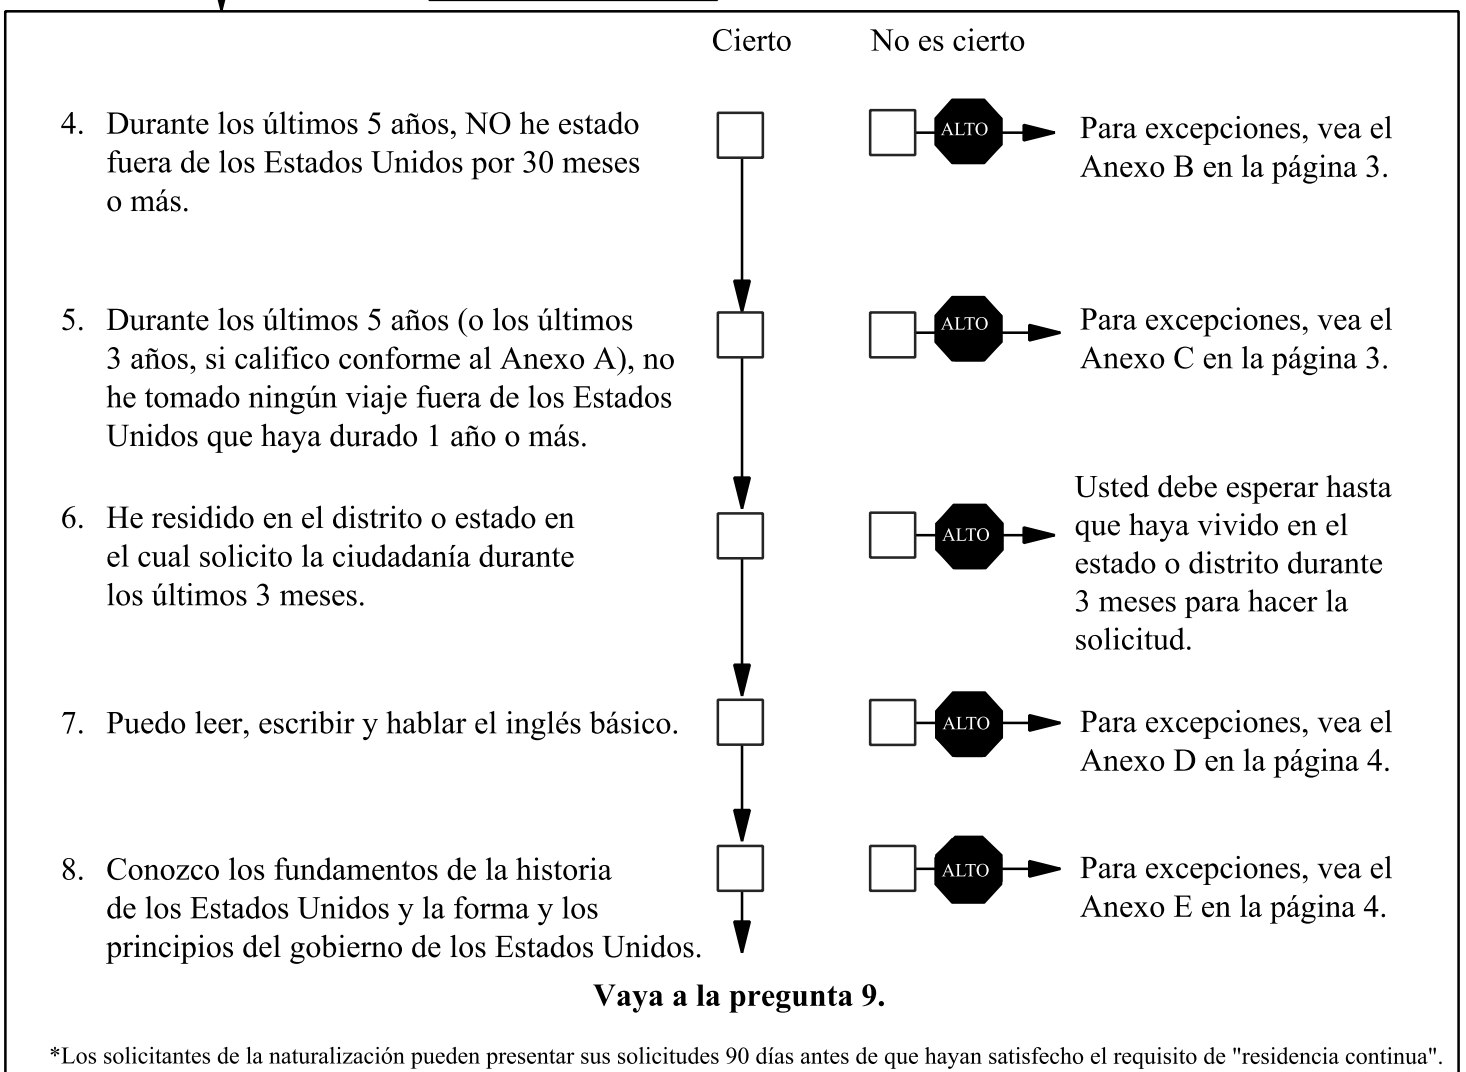 Cierto No es cierto
4. Durante los últimos 5 años, NO he estado
fuera de los Estados Unidos por 30 meses
o más.
ALTO
Para excepciones, vea el
Anexo B en la página 3.
5. Durante los últimos 5 años (o los últimos
3 años, si califico conforme al Anexo A), no
he tomado ningún viaje fuera de los Estados
Unidos que haya durado 1 año o más.
ALTO
Para excepciones, vea el
Anexo C en la página 3.
6. He residido en el distrito o estado en
el cual solicito la ciudadanía durante
los últimos 3 meses.
ALTO
Usted debe esperar hasta
que haya vivido en el
estado o distrito durante
3 meses para hacer la
solicitud.
7. Puedo leer, escribir y hablar el inglés básico.
ALTO
Para excepciones, vea el
Anexo D en la página 4.
8. Conozco los fundamentos de la historia
de los Estados Unidos y la forma y los
principios del gobierno de los Estados Unidos.
ALTO
Para excepciones, vea el
Anexo E en la página 4.
Vaya a la pregunta 9.
*Los solicitantes de la naturalización pueden presentar sus solicitudes 90 días antes de que hayan satisfecho el requisito de "residencia continua".